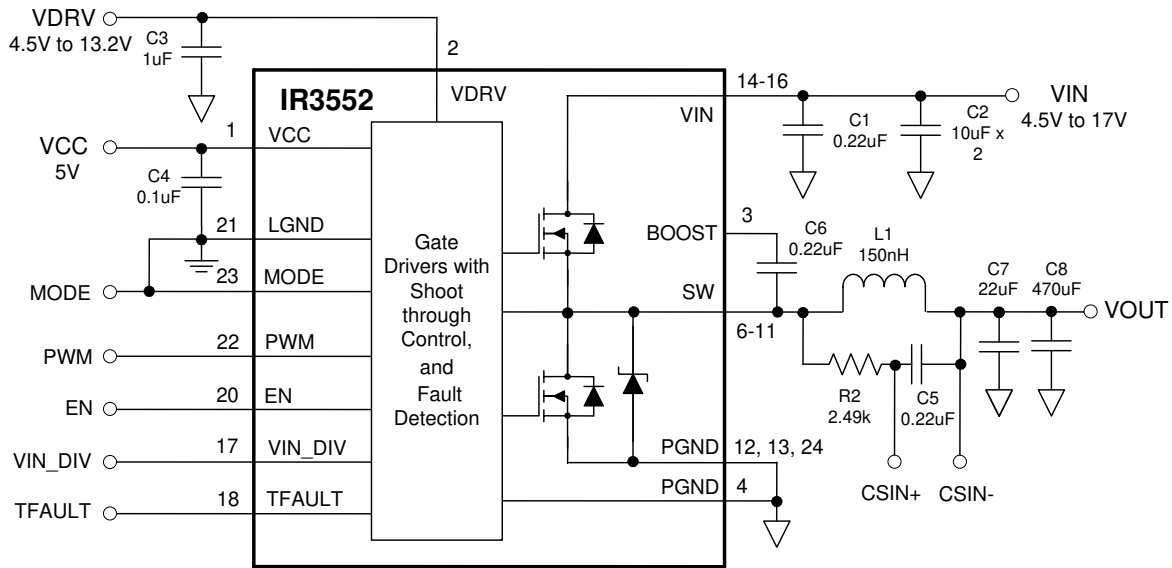 VDRV
4.5V to 13.2V
C3
1uF
2
IR3552
VDRV
14-16
VIN
VIN
4.5V to 17V
C1
0.22uF
C2
10uF x
2
1
VCC
VCC
5V
C4
0.1uF
21
LGND
23
MODE
MODE
22
PWM
PWM
20
EN
EN
17
VIN_DIV
VIN_DIV
18
TFAULT
TFAULT
Gate
Drivers with
Shoot
through
Control,
and
Fault
Detection
3
BOOST
C6
0.22uF
L1
150nH
SW
6-11
C7
22uF
C8
470uF
VOUT
R2
2.49k
C5
0.22uF
PGND
12, 13, 24
PGND
4
CSIN+
CSIN-